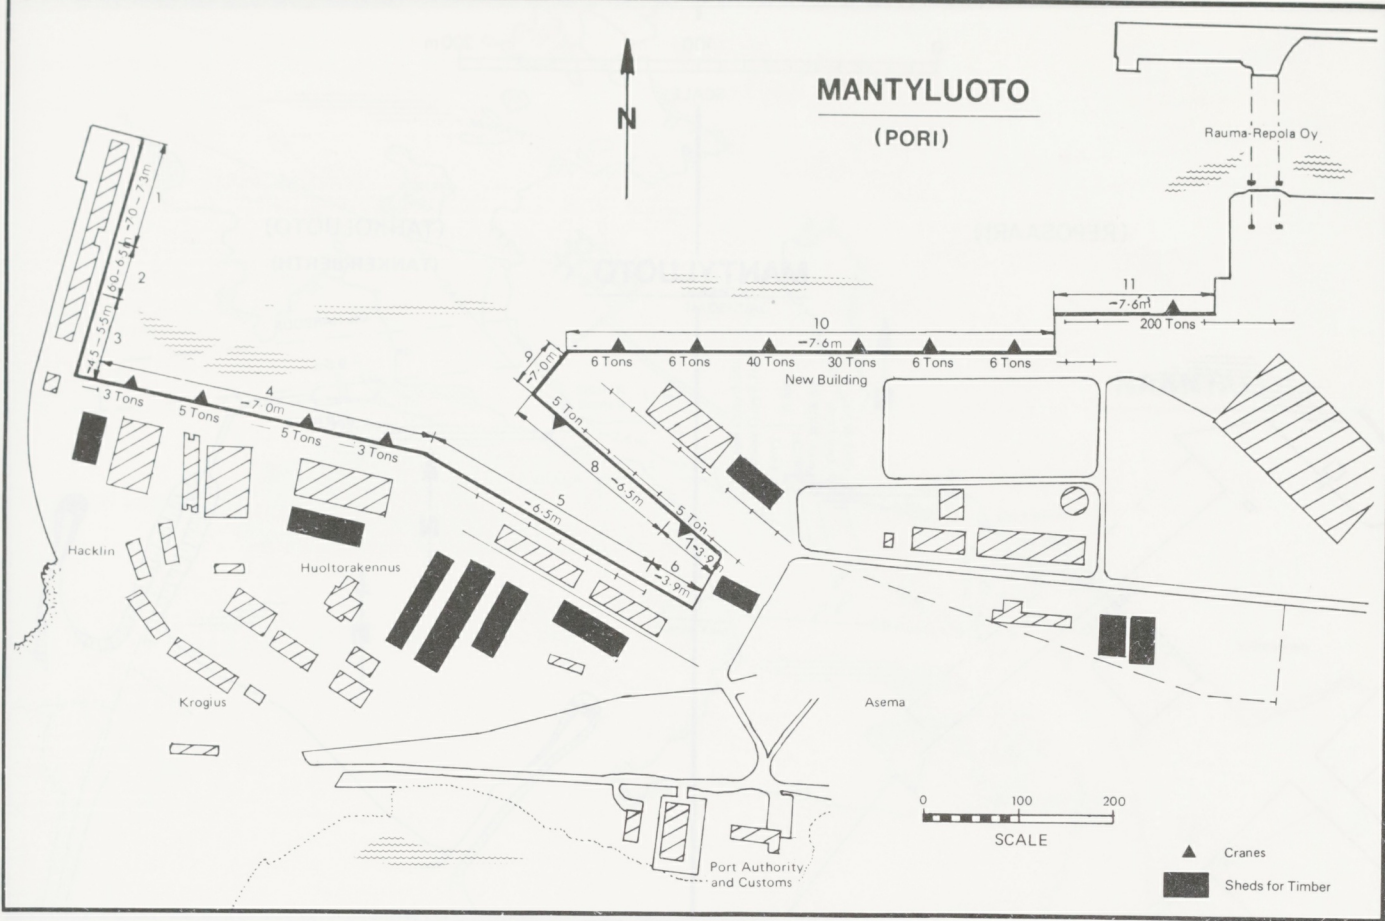 MANTYLUOTO
(PORI)
N
Rauma-Repola Oy
1
-7·0-7·3m
2
6·0-6·5m
3
-4·5-5·5m
4
-7·0m
3 Tons
5 Tons
5 Tons
3 Tons
5
-6·5m
6
-3·9m
7-3·9m
8
-6·5m
5 Ton
5 Ton
9
-7·0m
10
-7·6m
6 Tons
6 Tons
40 Tons
30 Tons
6 Tons
6 Tons
New Building
11
-7·6m
200 Tons
Hacklin
Huoltorakennus
Krogius
Asema
Port Authority
and Customs
0 100 200
SCALE
Cranes
Sheds for Timber